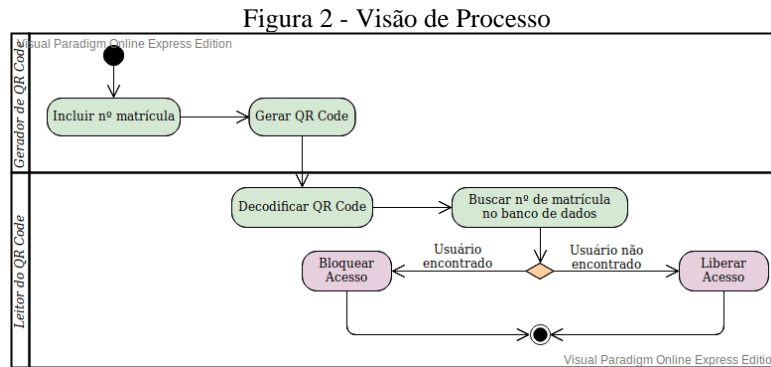 Figura 2 - Visão de Processo
Visual Paradigm Online Express Edition
Gerador de QR Code
Incluir nº matrícula
Gerar QR Code
Leitor do QR Code
Decodificar QR Code
Buscar nº de matrícula
no banco de dados
Usuário
encontrado
Usuário não
encontrado
Bloquear
Acesso
Liberar
Acesso
Visual Paradigm Online Express Edition